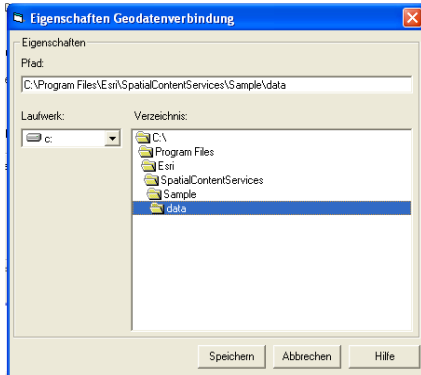 Eigenschaften Geodatenverbindung
Eigenschaften
Pfad:
C:\Program Files\Esri\SpatialContentServices\Sample\data
Laufwerk:
Verzeichnis:
c:
C:\
Program Files
Esri
SpatialContentServices
Sample
data
Speichern
Abbrechen
Hilfe